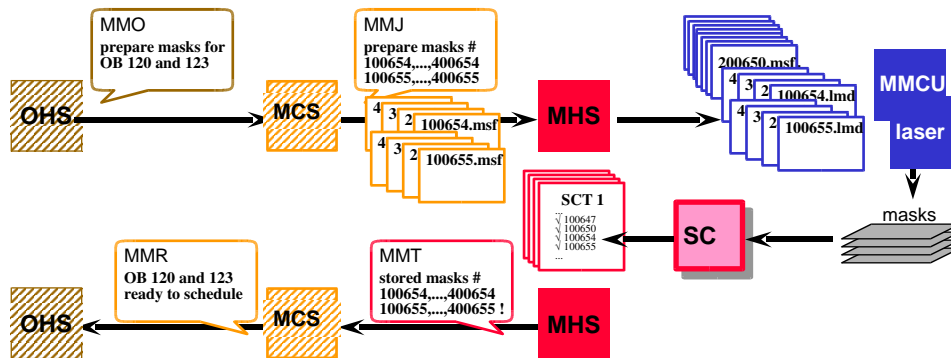 MMO
prepare masks for
OB 120 and 123
MMJ
prepare masks #
100654,...,400654
100655,...,400655
OHS
MCS
4
3
2
100654.msf
4
3
2
100655.msf
MHS
200650.msf
4
3
2
100654.lmd
4
3
2
100655.lmd
MMCU
laser
masks
SC
SCT 1
...
√ 100647
√ 100650
√ 100654
√ 100655
...
MMR
OB 120 and 123
ready to schedule
MMT
stored masks #
100654,...,400654
100655,...,400655 !
OHS
MCS
MHS